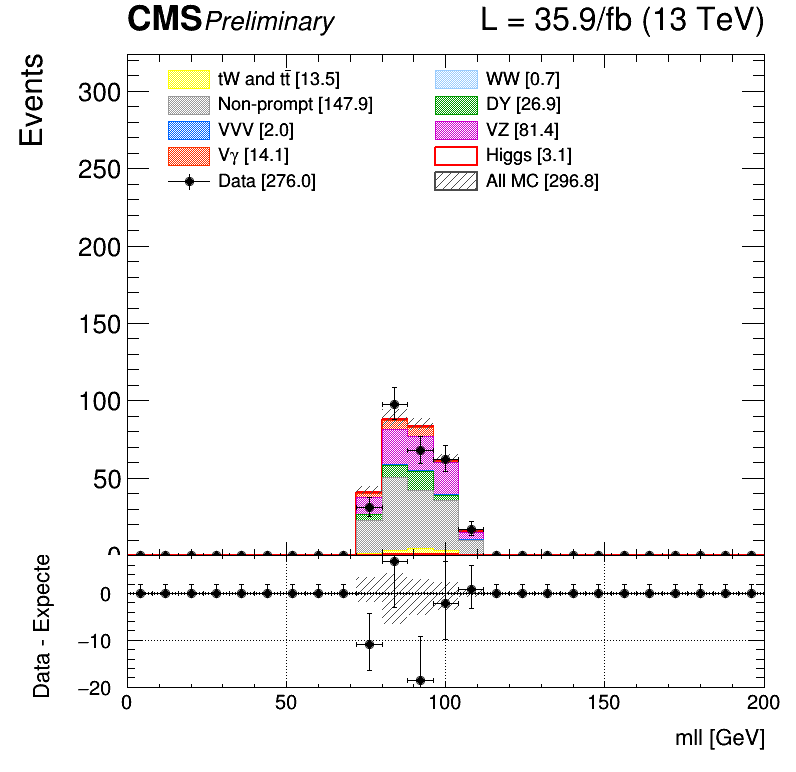 CMS Preliminary L = 35.9/fb (13 TeV)
Events
tW and tt̄ [13.5] WW [0.7]
Non-prompt [147.9] DY [26.9]
VVV [2.0] VZ [81.4]
Vγ [14.1] Higgs [3.1]
Data [276.0] All MC [296.8]
300
250
200
150
100
50
0
Data - Expecte
0
−10
−20
0 50 100 150 200
mll [GeV]